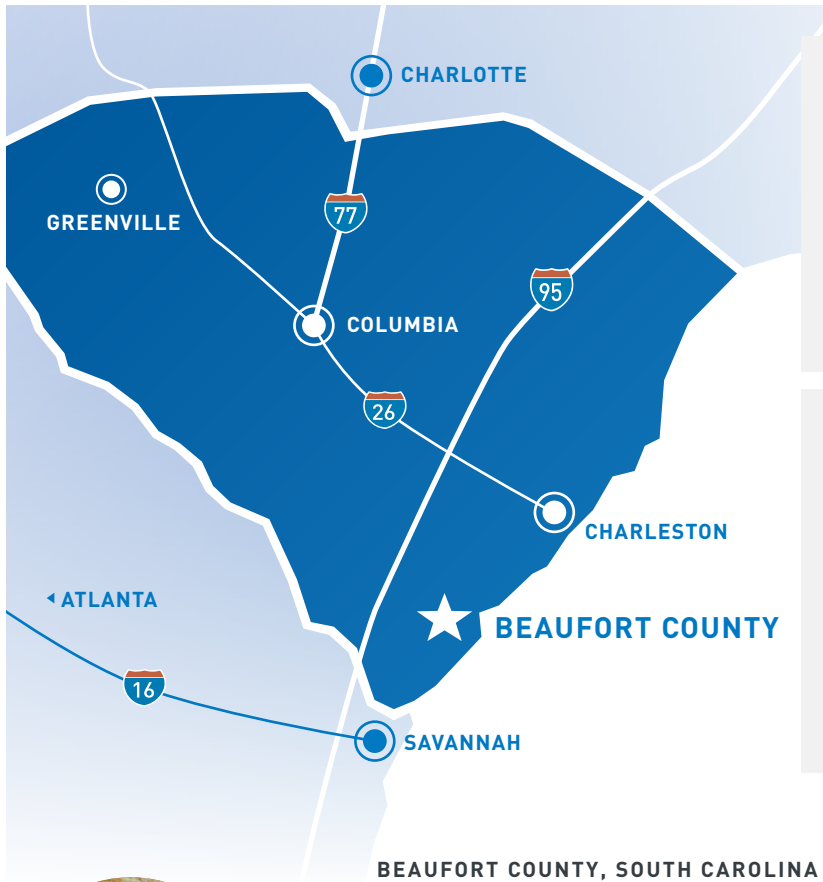 CHARLOTTE
GREENVILLE
77
95
COLUMBIA
26
CHARLESTON
ATLANTA
BEAUFORT COUNTY
16
SAVANNAH
BEAUFORT COUNTY, SOUTH CAROLINA